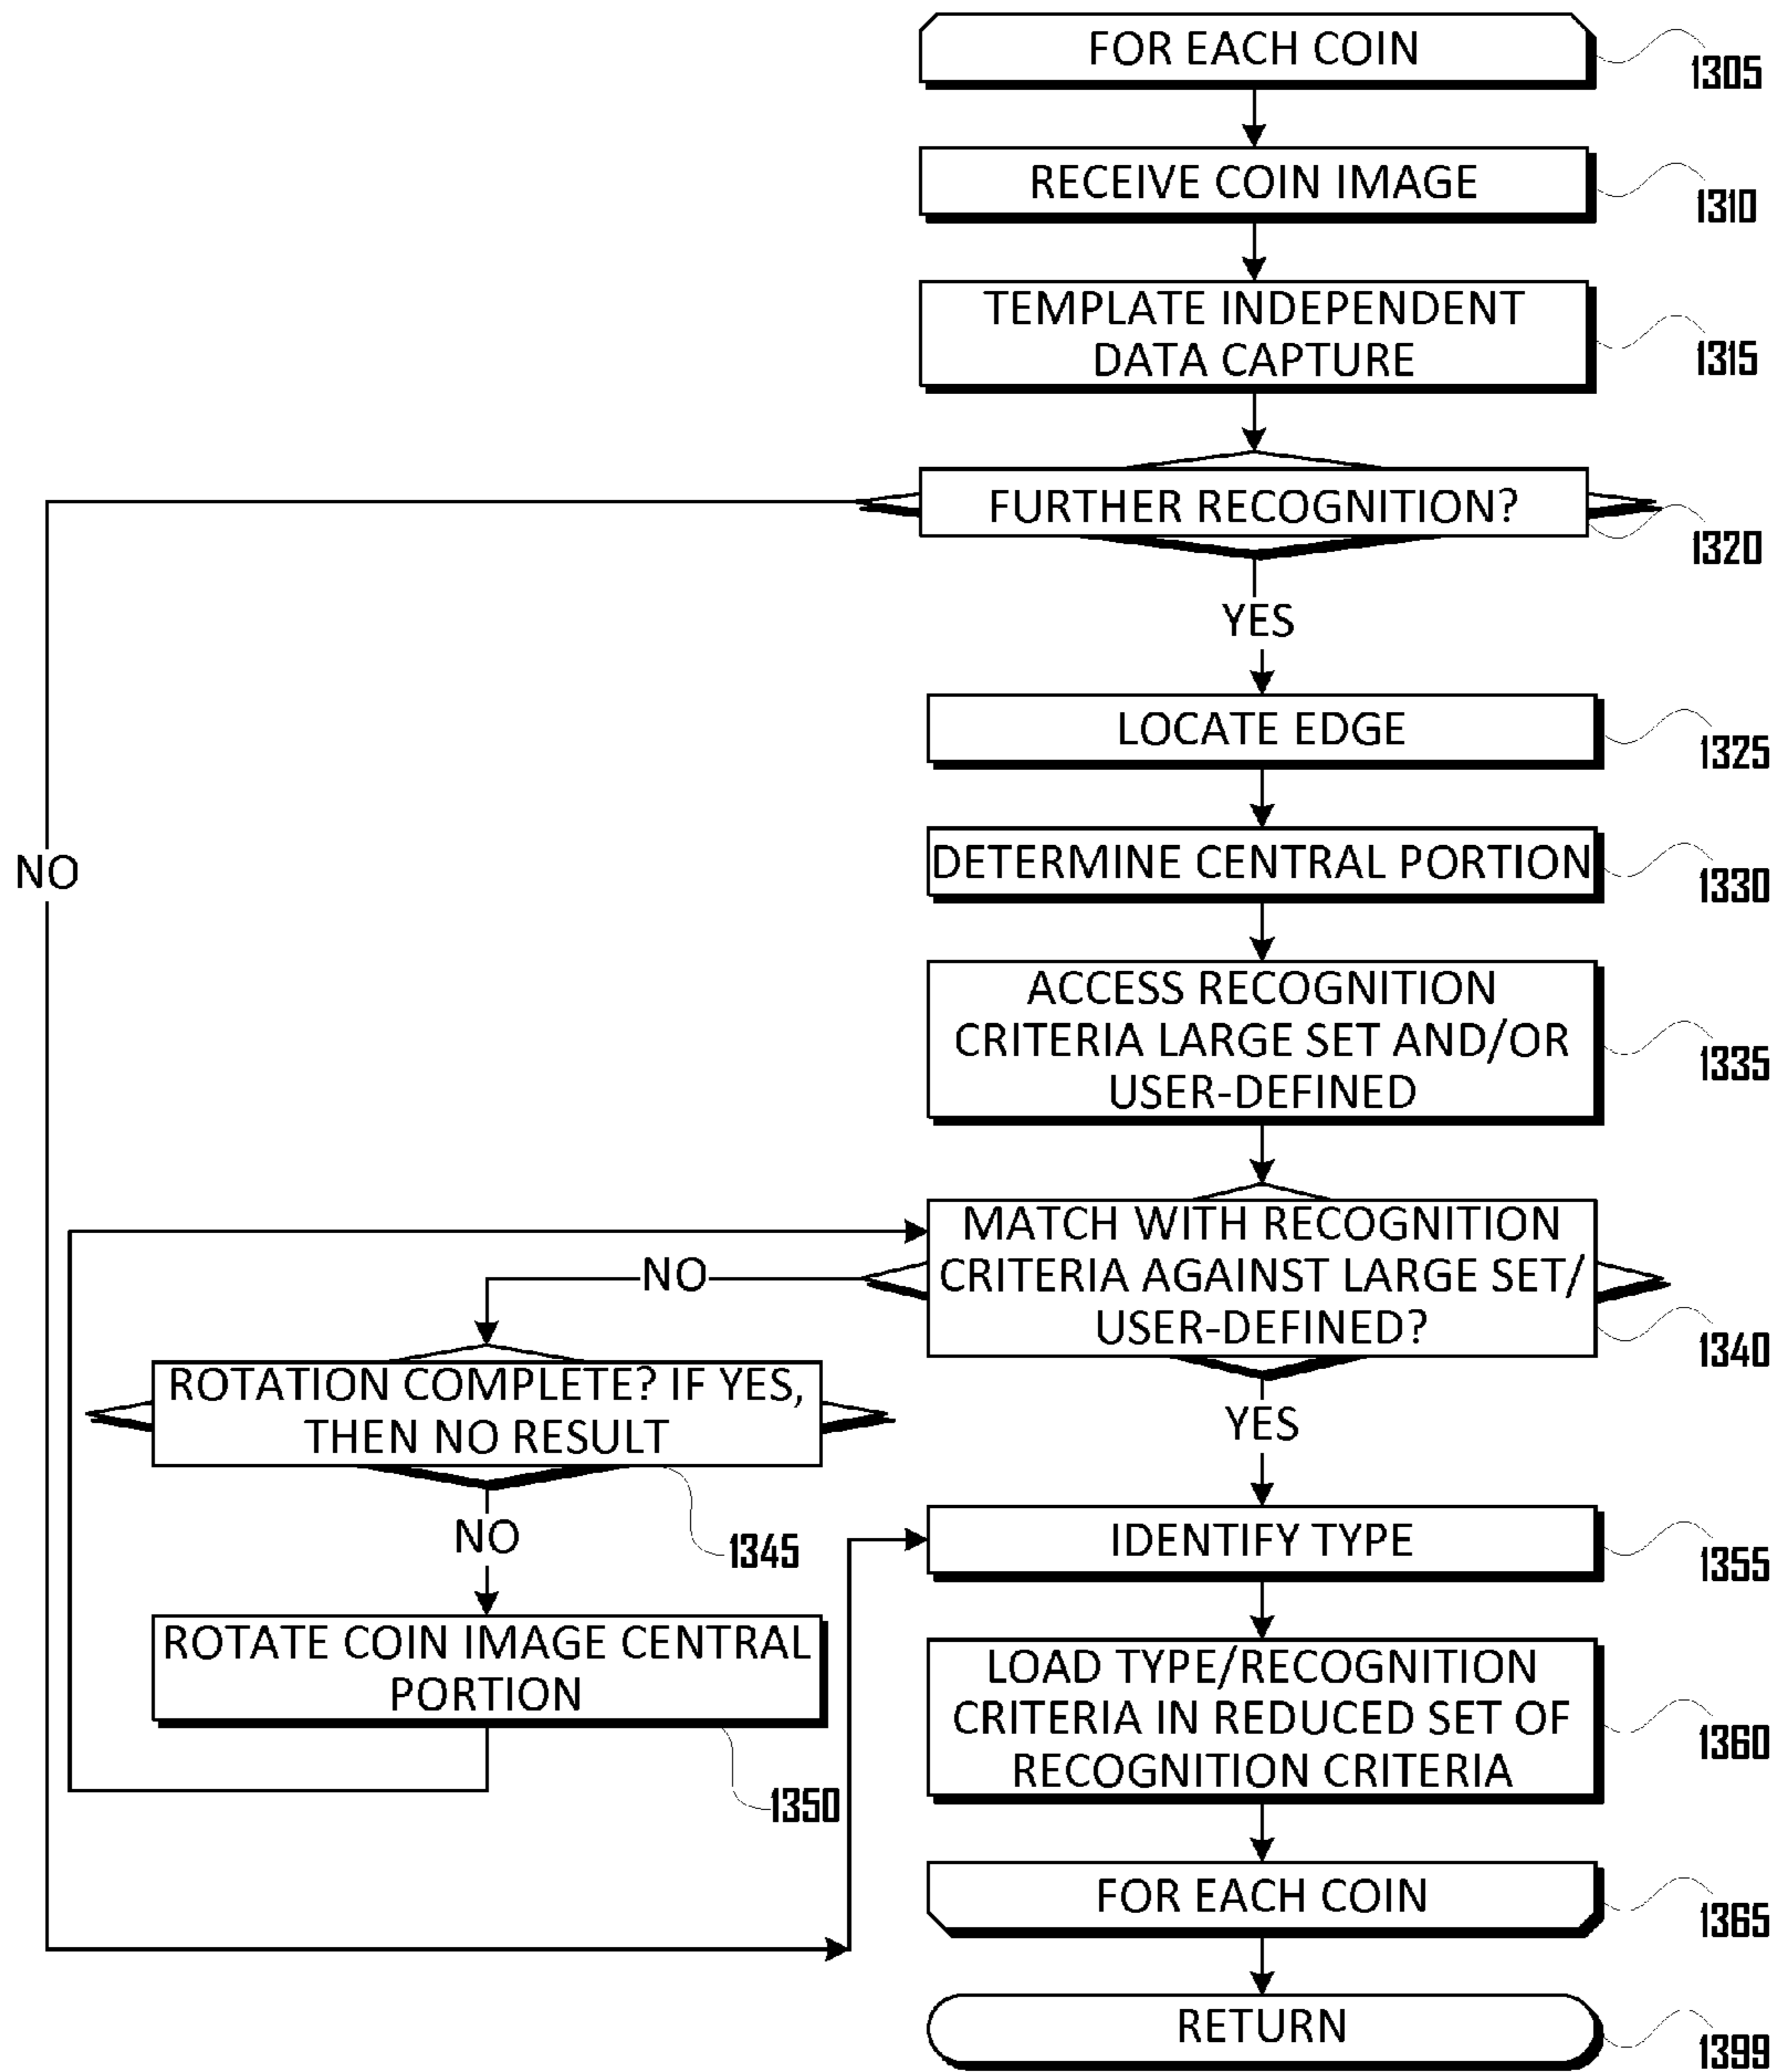 FOR EACH COIN
1305
RECEIVE COIN IMAGE
1310
TEMPLATE INDEPENDENT
DATA CAPTURE
1315
FURTHER RECOGNITION?
1320
YES
LOCATE EDGE
1325
NO
DETERMINE CENTRAL PORTION
1330
ACCESS RECOGNITION
CRITERIA LARGE SET AND/OR
USER-DEFINED
1335
MATCH WITH RECOGNITION
CRITERIA AGAINST LARGE SET/
USER-DEFINED?
1340
NO
ROTATION COMPLETE? IF YES,
THEN NO RESULT
1345
YES
NO
IDENTIFY TYPE
1355
ROTATE COIN IMAGE CENTRAL
PORTION
1350
LOAD TYPE/RECOGNITION
CRITERIA IN REDUCED SET OF
RECOGNITION CRITERIA
1360
FOR EACH COIN
1365
RETURN
1399